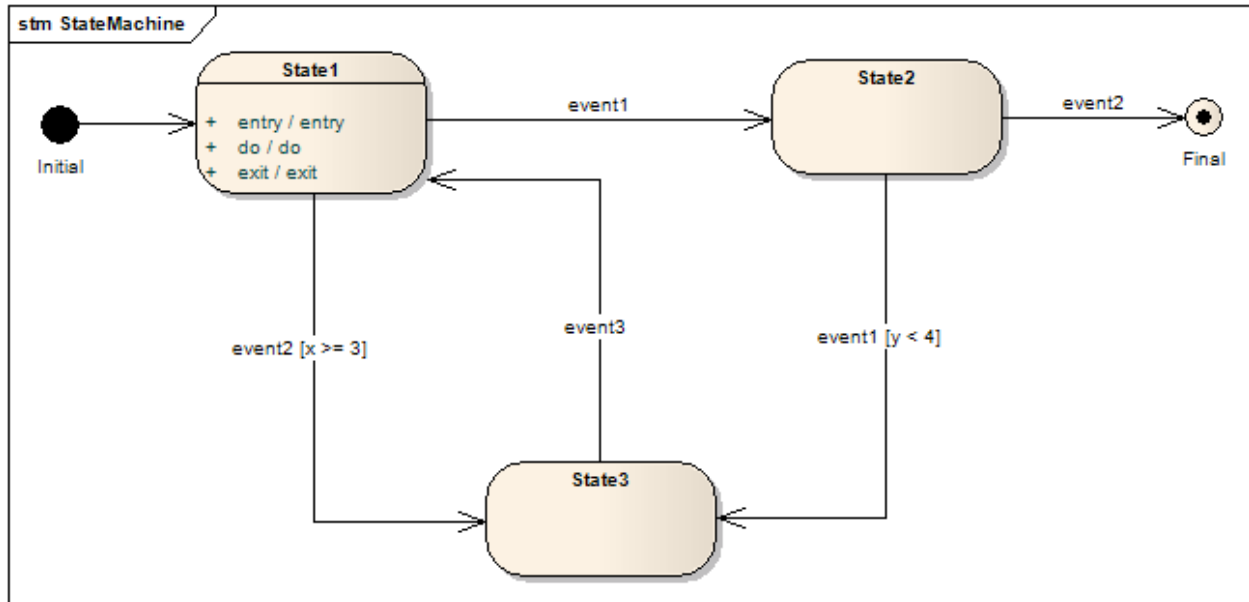 stm StateMachine
State1
+ entry / entry
+ do / do
+ exit / exit
Initial
event1
State2
event2
Final
event2 [x >= 3]
event3
event1 [y < 4]
State3